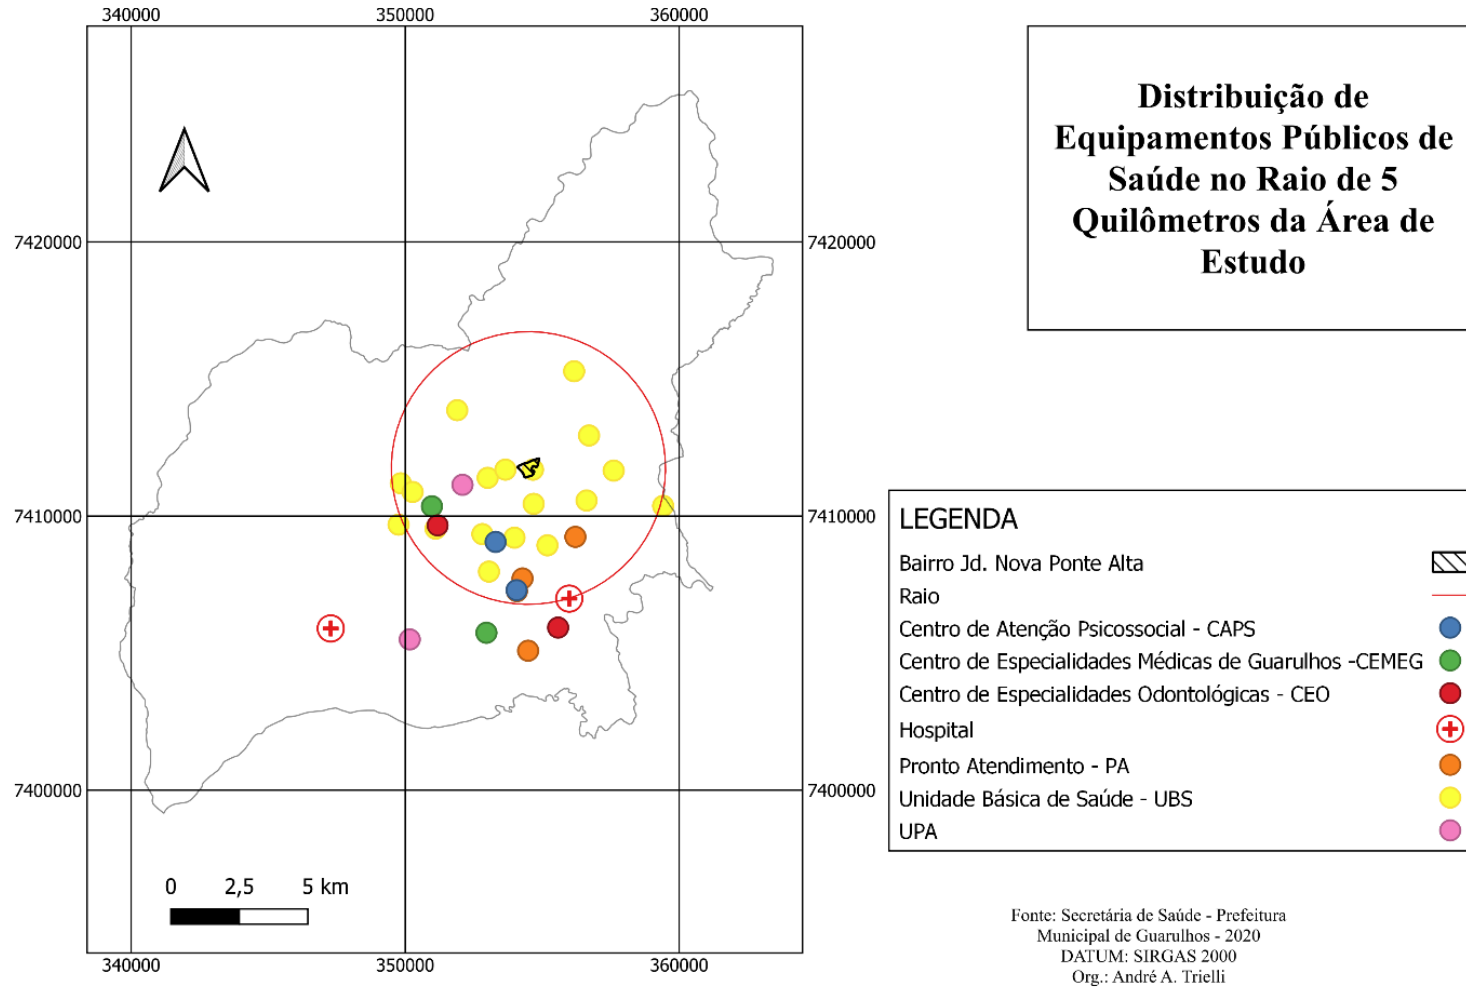 340000
350000
360000
Distribuição de
Equipamentos Públicos de
Saúde no Raio de 5
Quilômetros da Área de
Estudo
7420000
7420000
7410000
7410000
LEGENDA
Bairro Jd. Nova Ponte Alta
Raio
Centro de Atenção Psicossocial - CAPS
Centro de Especialidades Médicas de Guarulhos -CEMEG
Centro de Especialidades Odontológicas - CEO
Hospital
Pronto Atendimento - PA
Unidade Básica de Saúde - UBS
UPA
7400000
7400000
0 2,5 5 km
340000
350000
360000
Fonte: Secretária de Saúde - Prefeitura
Municipal de Guarulhos - 2020
DATUM: SIRGAS 2000
Org.: André A. Trielli